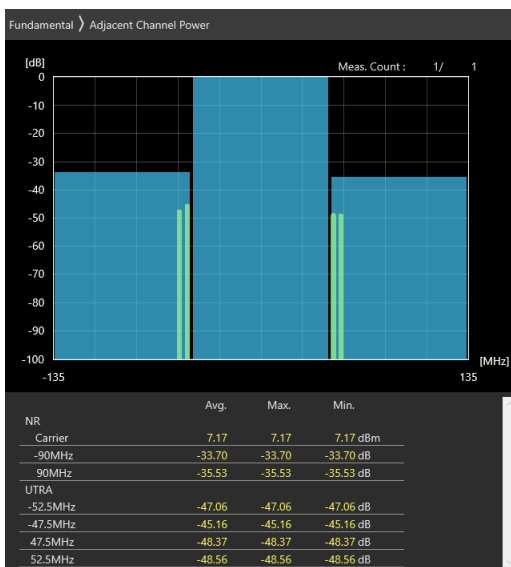 Fundamental 〉 Adjacent Channel Power
[dB]
Meas. Count : 1/ 1
0
-10
-20
-30
-40
-50
-60
-70
-80
-90
-100
[MHz]
-135 135
Avg. Max. Min.
NR
Carrier 7.17 7.17 7.17 dBm
-90MHz -33.70 -33.70 -33.70 dB
90MHz -35.53 -35.53 -35.53 dB
UTRA
-52.5MHz -47.06 -47.06 -47.06 dB
-47.5MHz -45.16 -45.16 -45.16 dB
47.5MHz -48.37 -48.37 -48.37 dB
52.5MHz -48.56 -48.56 -48.56 dB